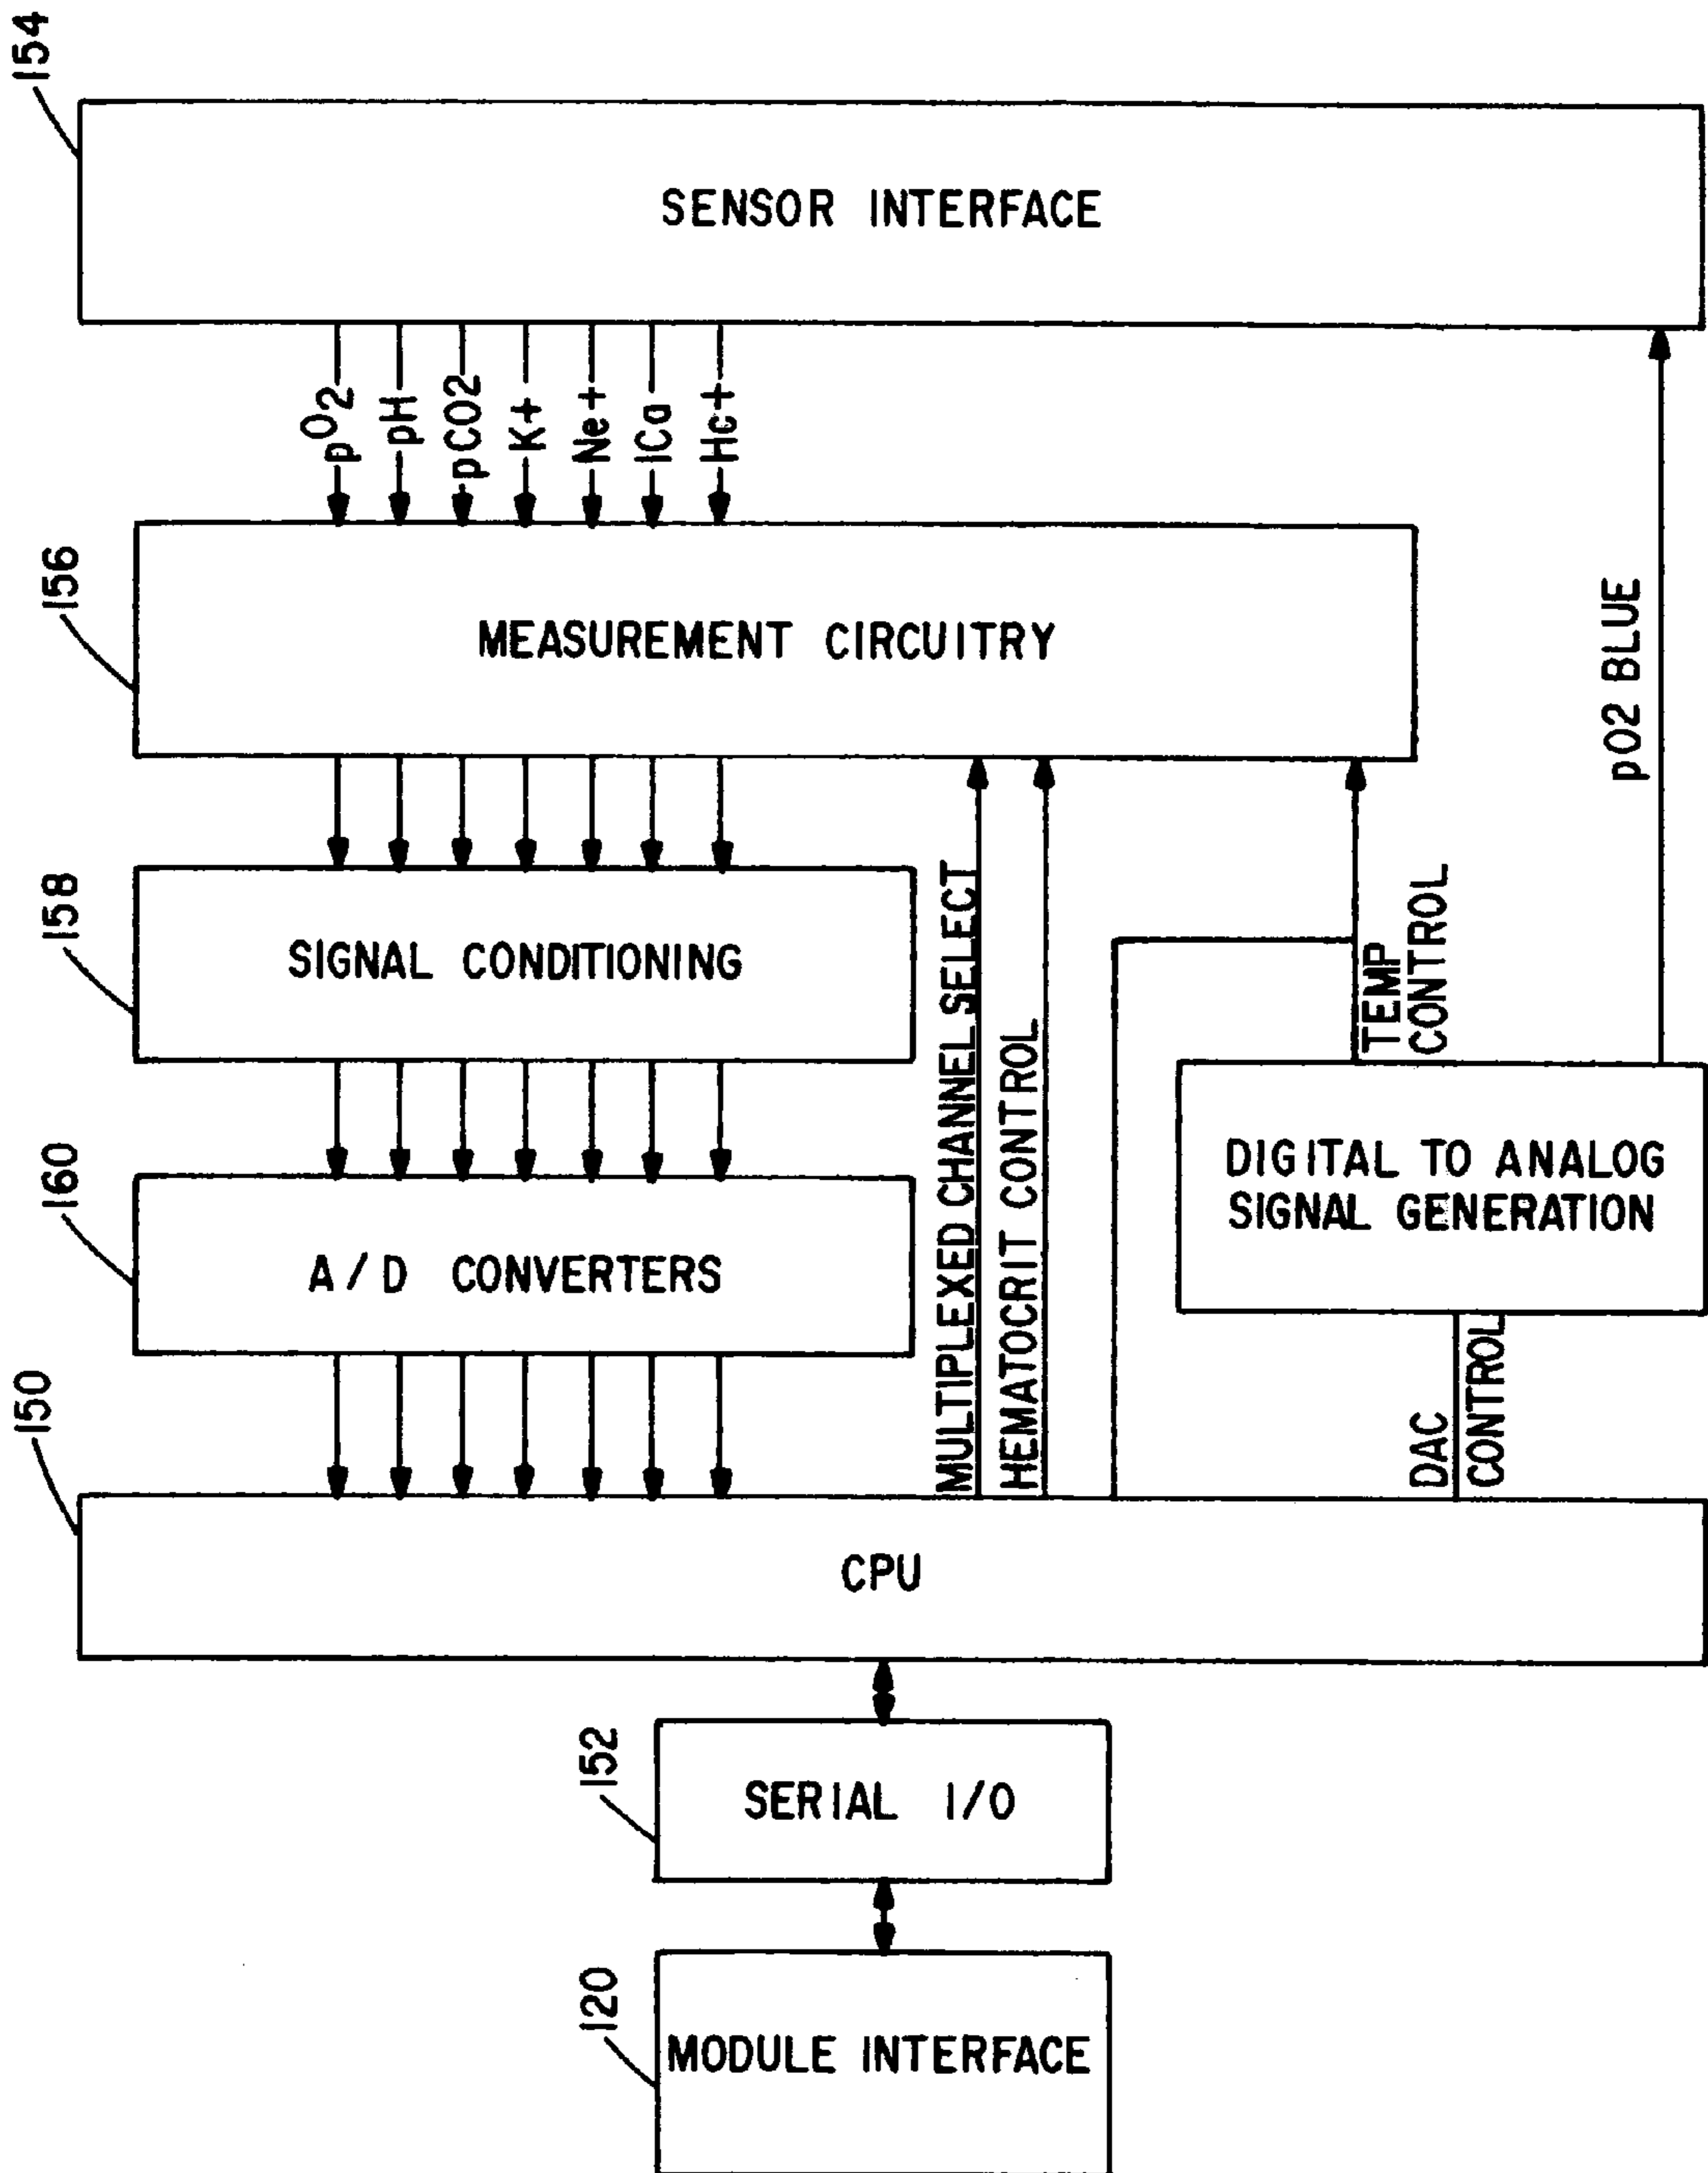 154
SENSOR INTERFACE
pO2
pH
pCO2
K+
Ne+
ICa
Hc+
156
MEASUREMENT CIRCUITRY
pO2 BLUE
158
SIGNAL CONDITIONING
MULTIPLEXED CHANNEL SELECT
HEMATOCRIT CONTROL
TEMP
CONTROL
160
A/D CONVERTERS
DIGITAL TO ANALOG
SIGNAL GENERATION
DAC
CONTROL
150
CPU
152
SERIAL I/O
120
MODULE INTERFACE